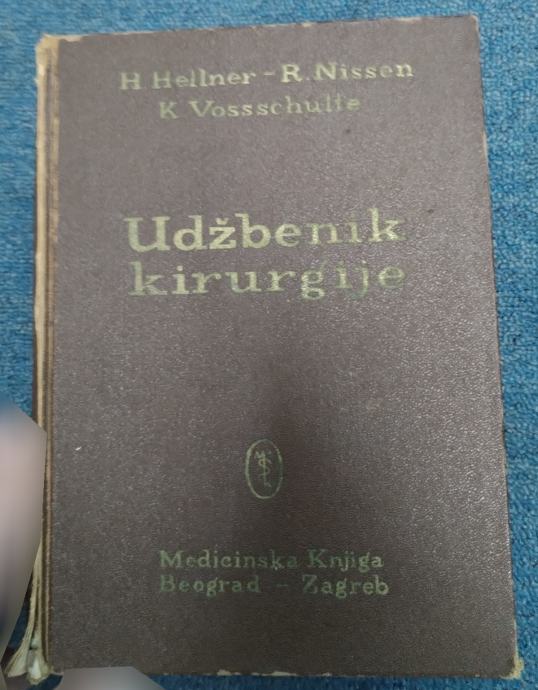 H. Hellner - R. Nissen
K. Vossschulte
Udžbenik
kirurgije
Medicinska Knjiga
Beograd - Zagreb